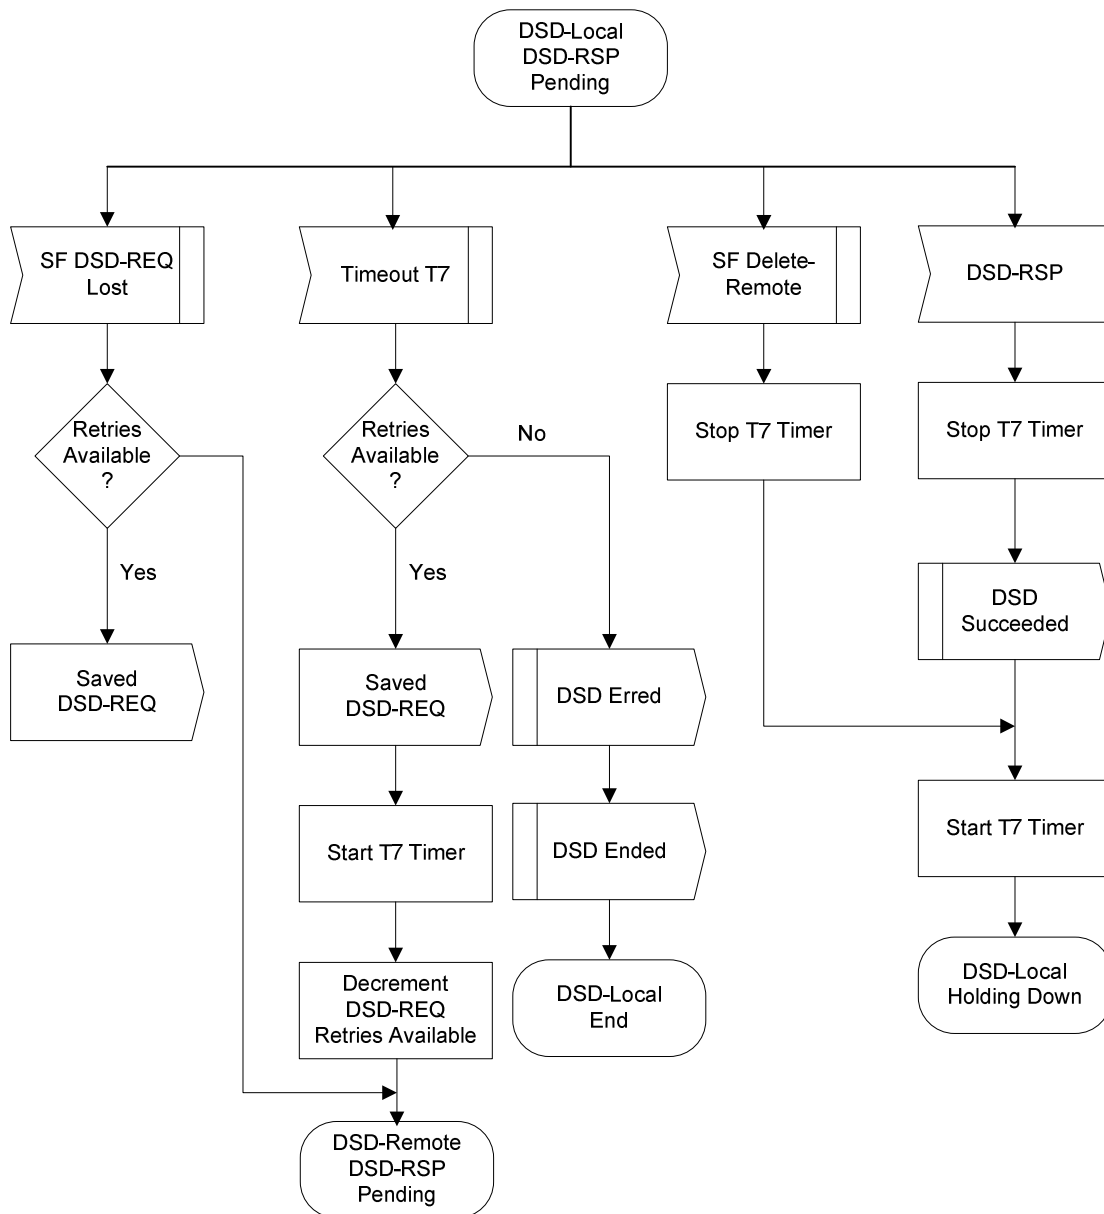 DSD-Local
DSD-RSP
Pending
SF DSD-REQ
Lost
Timeout T7
SF Delete-
Remote
DSD-RSP
Retries
Available
?
Retries
Available
?
No
Stop T7 Timer
Stop T7 Timer
Yes
Yes
DSD
Succeeded
Saved
DSD-REQ
Saved
DSD-REQ
DSD Erred
Start T7 Timer
DSD Ended
Start T7 Timer
Decrement
DSD-REQ
Retries Available
DSD-Local
End
DSD-Local
Holding Down
DSD-Remote
DSD-RSP
Pending